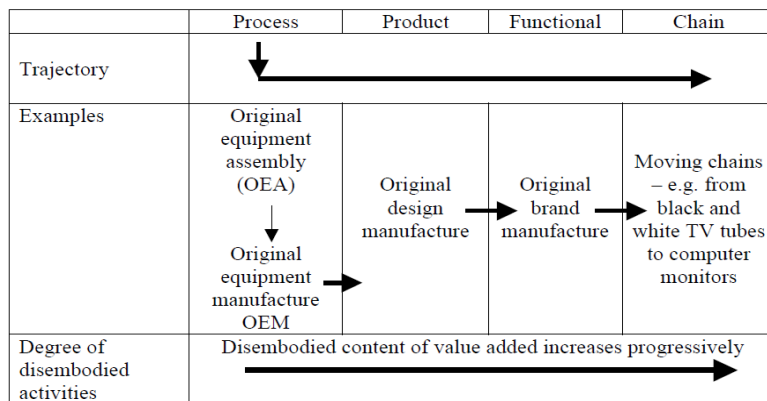 Process Product Functional Chain
Trajectory
Examples
Original
equipment
assembly
(OEA)
Original
equipment
manufacture
OEM
Original
design
manufacture
Original
brand
manufacture
Moving chains
– e.g. from
black and
white TV tubes
to computer
monitors
Degree of
disembodied
activities
Disembodied content of value added increases progressively